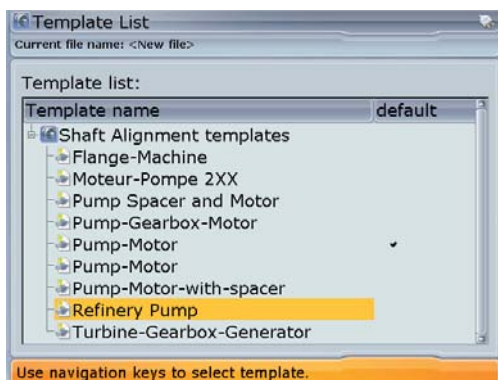 Template List
Current file name: <New file>
Template list:
Template name default
Shaft Alignment templates
Flange-Machine
Moteur-Pompe 2XX
Pump Spacer and Motor
Pump-Gearbox-Motor
Pump-Motor
Pump-Motor
Pump-Motor-with-spacer
Refinery Pump
Turbine-Gearbox-Generator
Use navigation keys to select template.